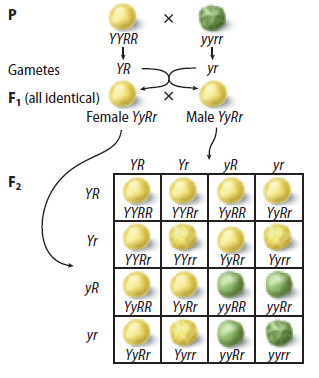 P
×
YYRR yyrr
Gametes YR yr
F₁ (all identical) ×
Female YyRr Male YyRr
F₂
YR Yr yR yr
YR
YYRR YYRr YyRR YyRr
Yr
YYRr YYrr YyRr Yyrr
yR
YyRR YyRr yyRR yyRr
yr
YyRr Yyrr yyRr yyrr